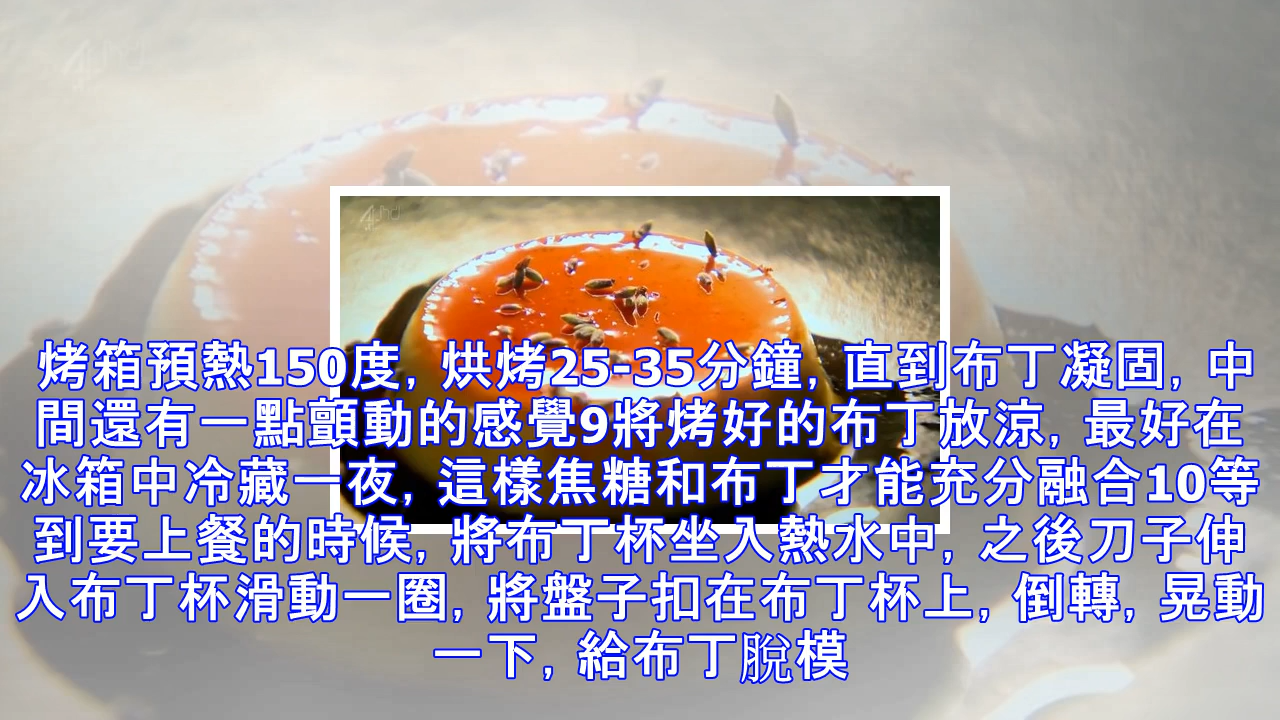 烤箱預熱150度, 烘烤25-35分鐘, 直到布丁凝固, 中
間還有一點顫動的感覺9將烤好的布丁放涼, 最好在
冰箱中冷藏一夜, 這樣焦糖和布丁才能充分融合10等
到要上餐的時候, 將布丁杯坐入熱水中, 之後刀子伸
入布丁杯滑動一圈, 將盤子扣在布丁杯上, 倒轉, 晃動
一下, 給布丁脫模
4hd